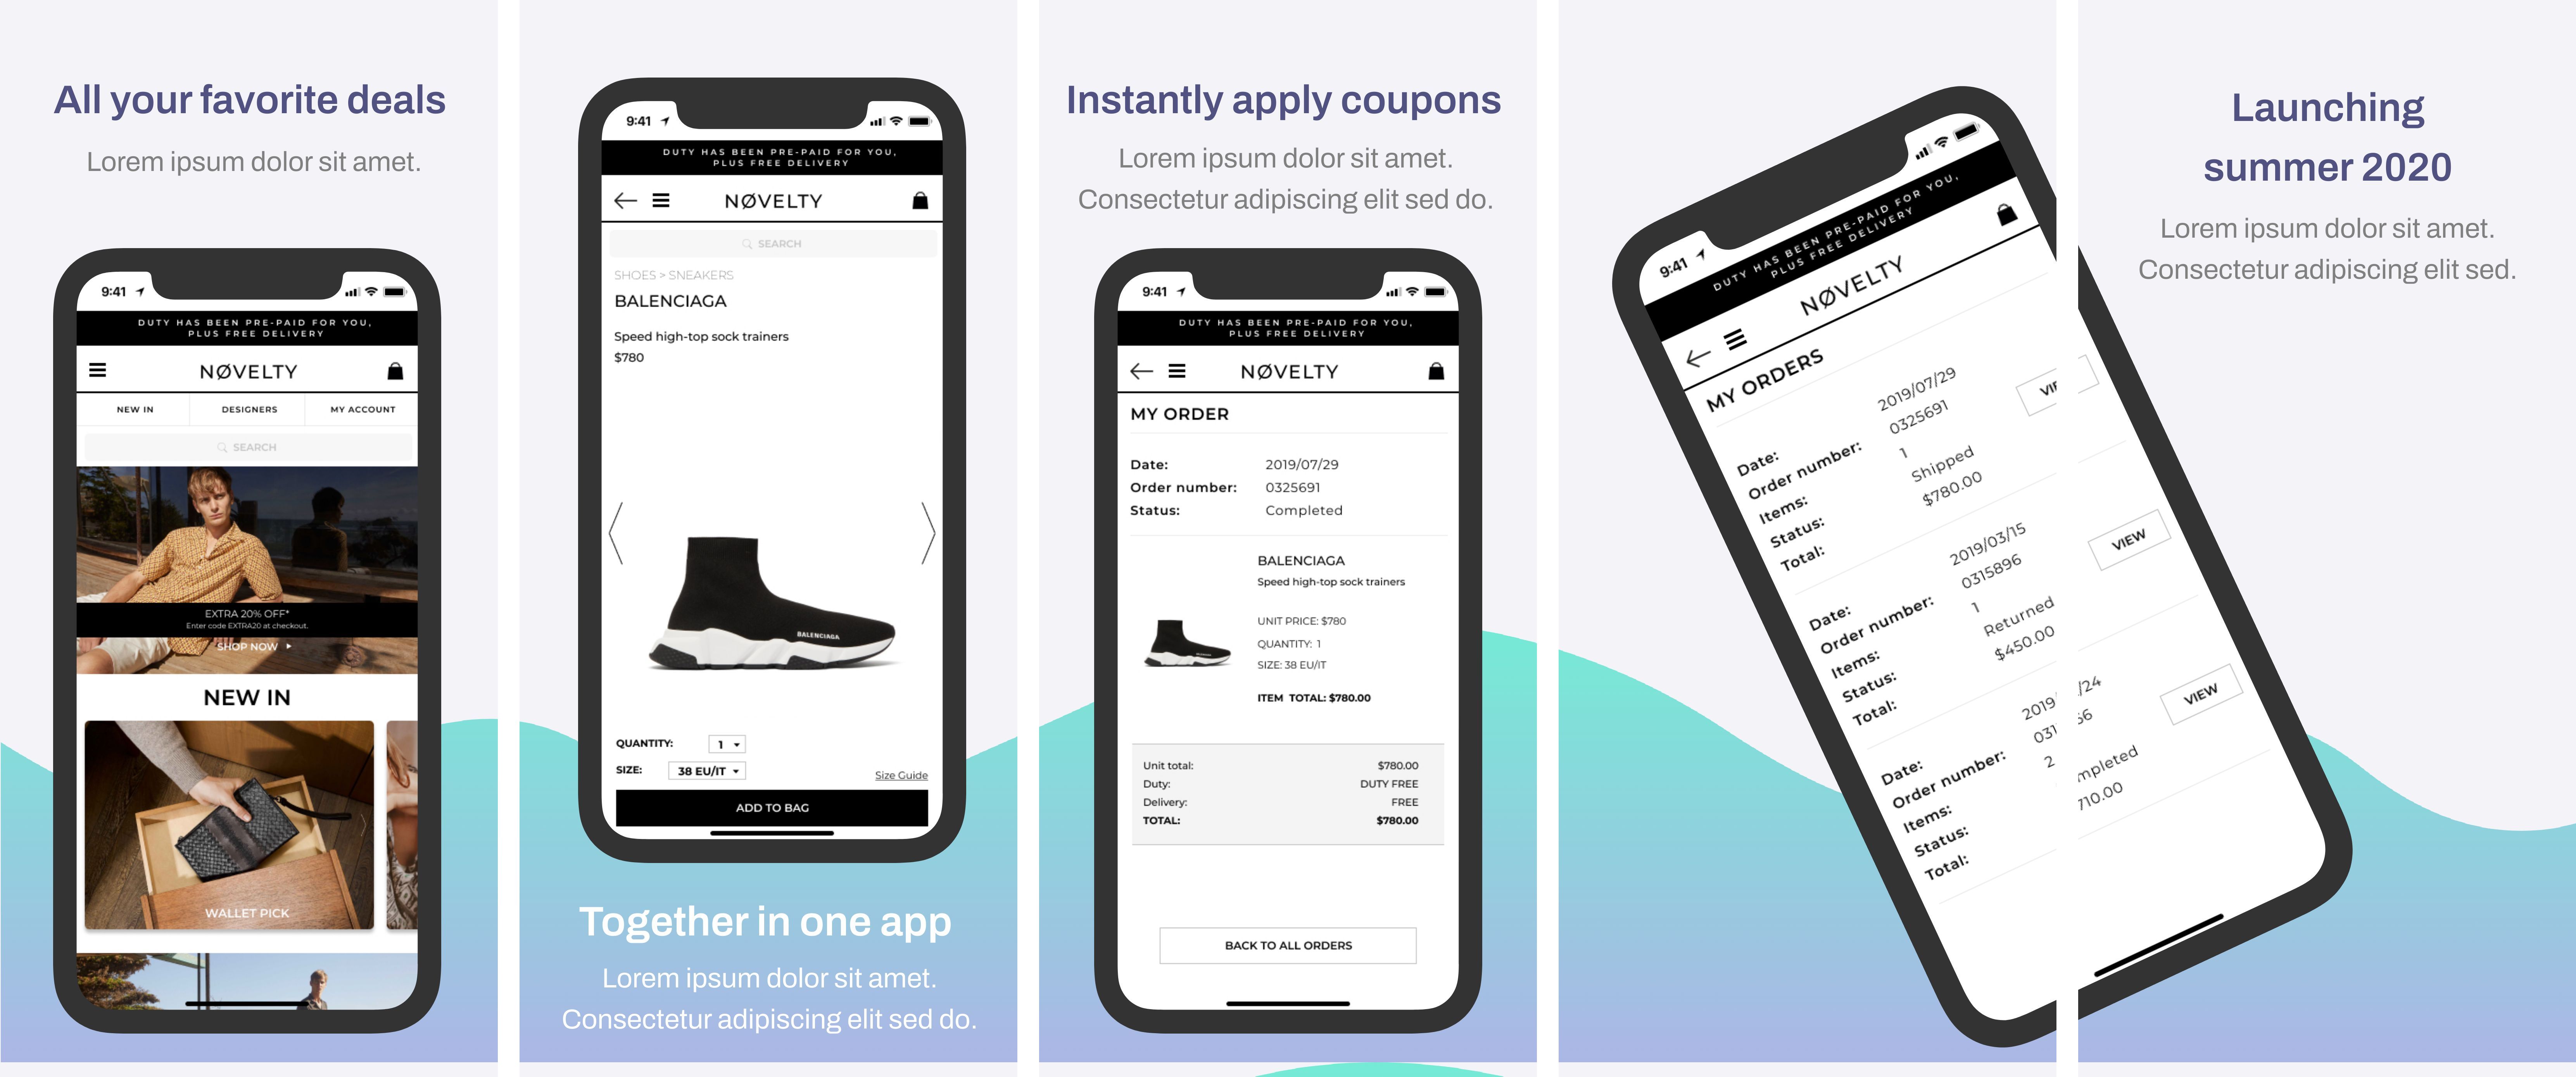 All your favorite deals
Lorem ipsum dolor sit amet.
9:41
DUTY HAS BEEN PRE-PAID FOR YOU,
PLUS FREE DELIVERY
NØVELTY
NEW IN
DESIGNERS
MY ACCOUNT
SEARCH
EXTRA 20% OFF*
Enter code EXTRA20 at checkout.
SHOP NOW
NEW IN
WALLET PICK
9:41
DUTY HAS BEEN PRE-PAID FOR YOU,
PLUS FREE DELIVERY
NØVELTY
SEARCH
SHOES > SNEAKERS
BALENCIAGA
Speed high-top sock trainers
$780
BALENCIAGA
QUANTITY: 1
SIZE: 38 EU/IT
Size Guide
ADD TO BAG
Together in one app
Lorem ipsum dolor sit amet.
Consectetur adipiscing elit sed do.
Instantly apply coupons
Lorem ipsum dolor sit amet.
Consectetur adipiscing elit sed do.
9:41
DUTY HAS BEEN PRE-PAID FOR YOU,
PLUS FREE DELIVERY
NØVELTY
MY ORDER
Date: 2019/07/29
Order number: 0325691
Status: Completed
BALENCIAGA
Speed high-top sock trainers
UNIT PRICE: $780
QUANTITY: 1
SIZE: 38 EU/IT
ITEM TOTAL: $780.00
Unit total: $780.00
Duty: DUTY FREE
Delivery: FREE
TOTAL: $780.00
BACK TO ALL ORDERS
9:41
DUTY HAS BEEN PRE-PAID FOR YOU,
PLUS FREE DELIVERY
NØVELTY
MY ORDERS
Date: 2019/07/29
Order number: 0325691
Items: 1
Status: Shipped
Total: $780.00
VIE
Date: 2019/03/15
Order number: 0315896
Items: 1
Status: Returned
Total: $450.00
Date: 2019/
Order number: 031
Items: 2
Status:
Total:
Launching
summer 2020
Lorem ipsum dolor sit amet.
Consectetur adipiscing elit sed.
VIEW
/24
66
VIEW
mpleted
710.00